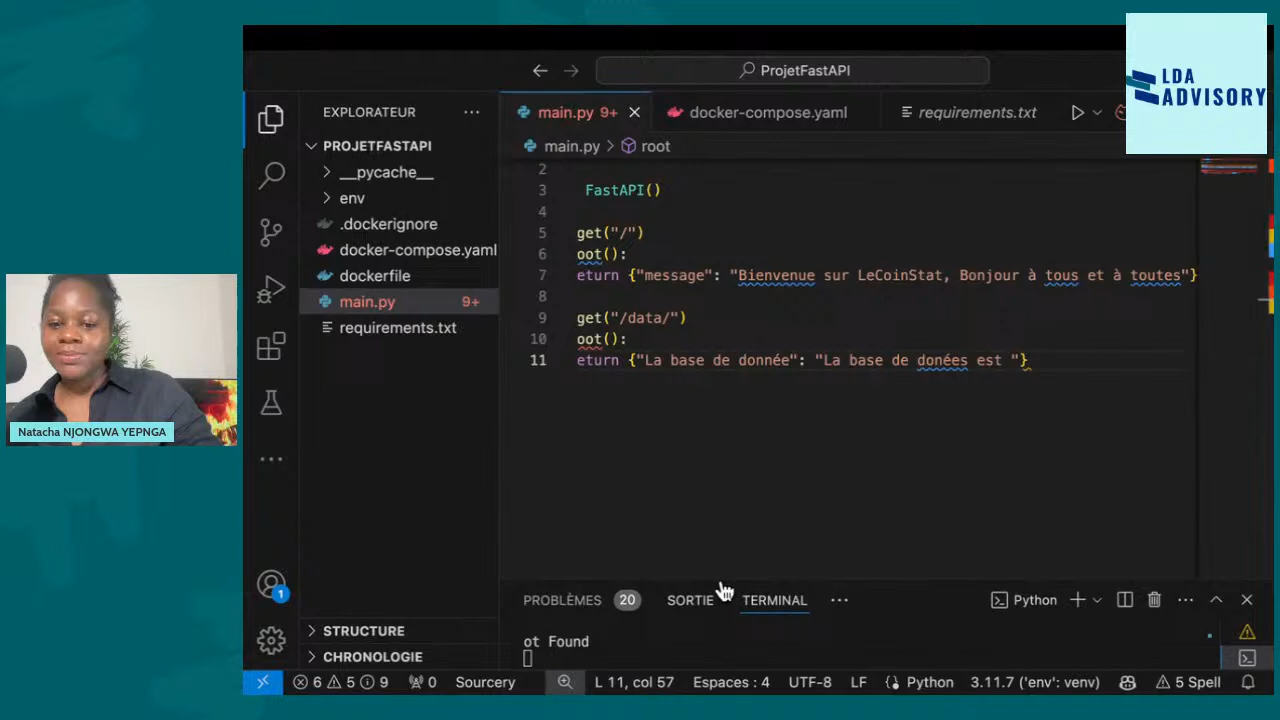 LDA
ADVISORY
ProjetFastAPI
EXPLORATEUR
PROJETFASTAPI
__pycache__
env
.dockerignore
docker-compose.yaml
dockerfile
main.py 9+
requirements.txt
STRUCTURE
CHRONOLOGIE
main.py 9+ docker-compose.yaml requirements.txt
main.py > root
2
3 FastAPI()
4
5 get("/")
6 oot():
7 eturn {"message": "Bienvenue sur LeCoinStat, Bonjour à tous et à toutes"}
8
9 get("/data/")
10 oot():
11 eturn {"La base de donnée": "La base de donées est "}
PROBLÈMES 20 SORTIE TERMINAL Python
ot Found
1
6 5 9 0 Sourcery L 11, col 57 Espaces : 4 UTF-8 LF Python 3.11.7 ('env': venv) 5 Spell
Natacha NJONGWA YEPNGA